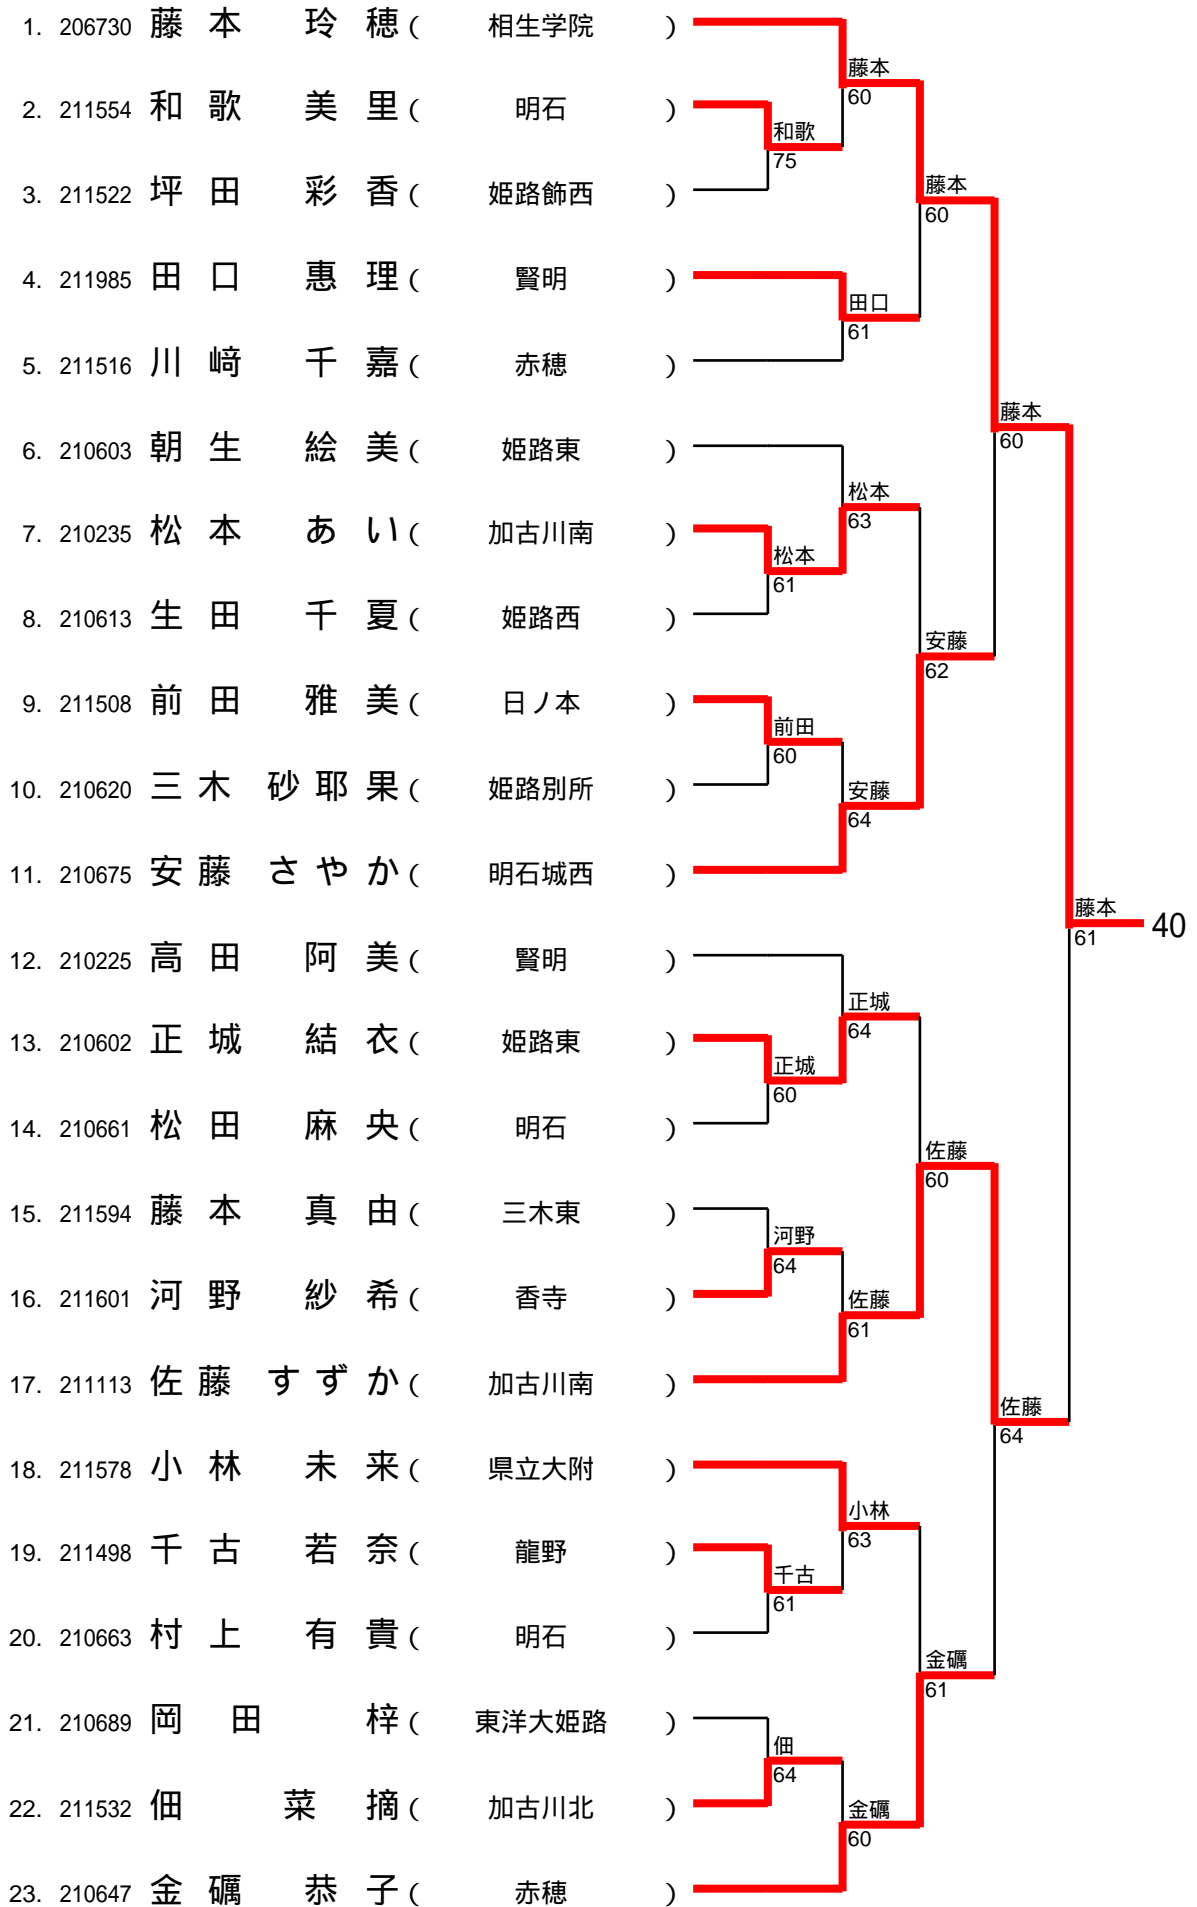 1. 206730 藤本 玲穂 ( 相生学院 )
藤本
60
2. 211554 和歌 美里 ( 明石 )
和歌
75
3. 211522 坪田 彩香 ( 姫路飾西 )
藤本
60
4. 211985 田口 惠理 ( 賢明 )
田口
61
5. 211516 川﨑 千嘉 ( 赤穂 )
藤本
60
6. 210603 朝生 絵美 ( 姫路東 )
松本
63
7. 210235 松本 あい ( 加古川南 )
松本
61
8. 210613 生田 千夏 ( 姫路西 )
安藤
62
9. 211508 前田 雅美 ( 日ノ本 )
前田
60
10. 210620 三木 砂耶果 ( 姫路別所 )
安藤
64
11. 210675 安藤 さやか ( 明石城西 )
藤本
61
40
12. 210225 高田 阿美 ( 賢明 )
正城
64
13. 210602 正城 結衣 ( 姫路東 )
正城
60
14. 210661 松田 麻央 ( 明石 )
佐藤
60
15. 211594 藤本 真由 ( 三木東 )
河野
64
16. 211601 河野 紗希 ( 香寺 )
佐藤
61
17. 211113 佐藤 すずか ( 加古川南 )
佐藤
64
18. 211578 小林 未来 ( 県立大附 )
小林
63
19. 211498 千古 若奈 ( 龍野 )
千古
61
20. 210663 村上 有貴 ( 明石 )
金礪
61
21. 210689 岡田 梓 ( 東洋大姫路 )
佃
64
22. 211532 佃 菜摘 ( 加古川北 )
金礪
60
23. 210647 金礪 恭子 ( 赤穂 )